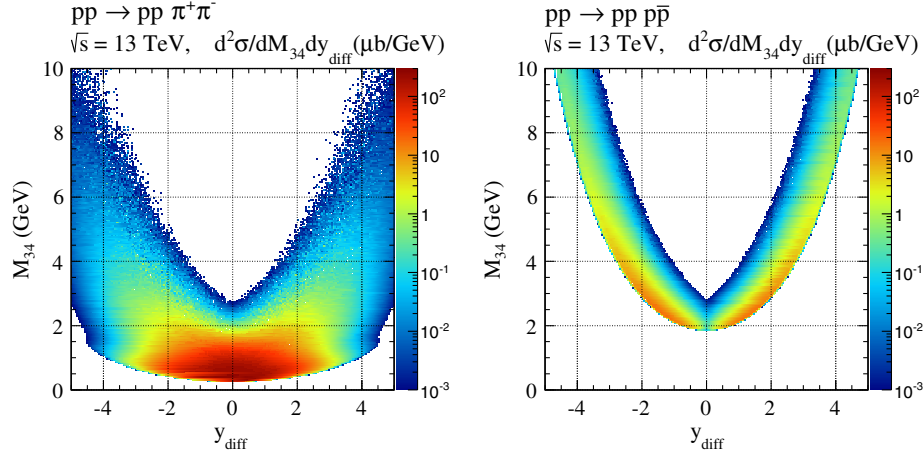 pp → pp π⁺π⁻
√s = 13 TeV, d²σ/dM₃₄dy_diff(μb/GeV)
M₃₄ (GeV)
10
8
6
4
2
0
-4 -2 0 2 4
y_diff
10²
10
1
10⁻¹
10⁻²
10⁻³
pp → pp pp̅
√s = 13 TeV, d²σ/dM₃₄dy_diff(μb/GeV)
M₃₄ (GeV)
10
8
6
4
2
0
-4 -2 0 2 4
y_diff
10²
10
1
10⁻¹
10⁻²
10⁻³